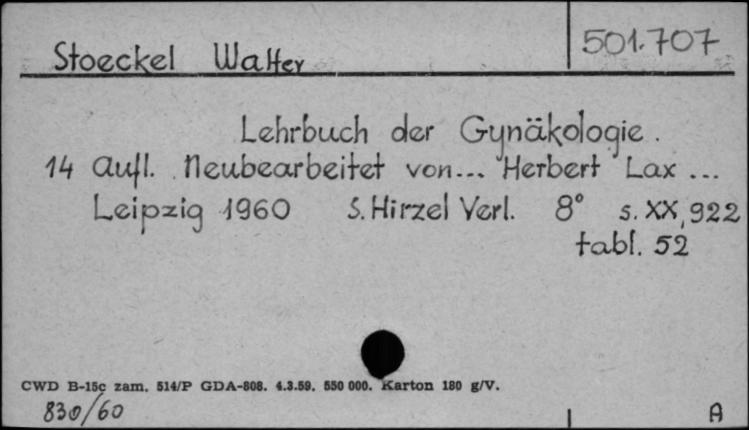 Stoeckel Walter
501.707
Lehrbuch der Gynäkologie.
14 Aufl. Neubearbeitet von... Herbert Lax ...
Leipzig 1960 S. Hirzel Verl. 8° s. XX, 922
tabl. 52
CWD B-15c zam. 514/P GDA-808. 4.3.59. 550 000. Karton 180 g/V.
830/60
A